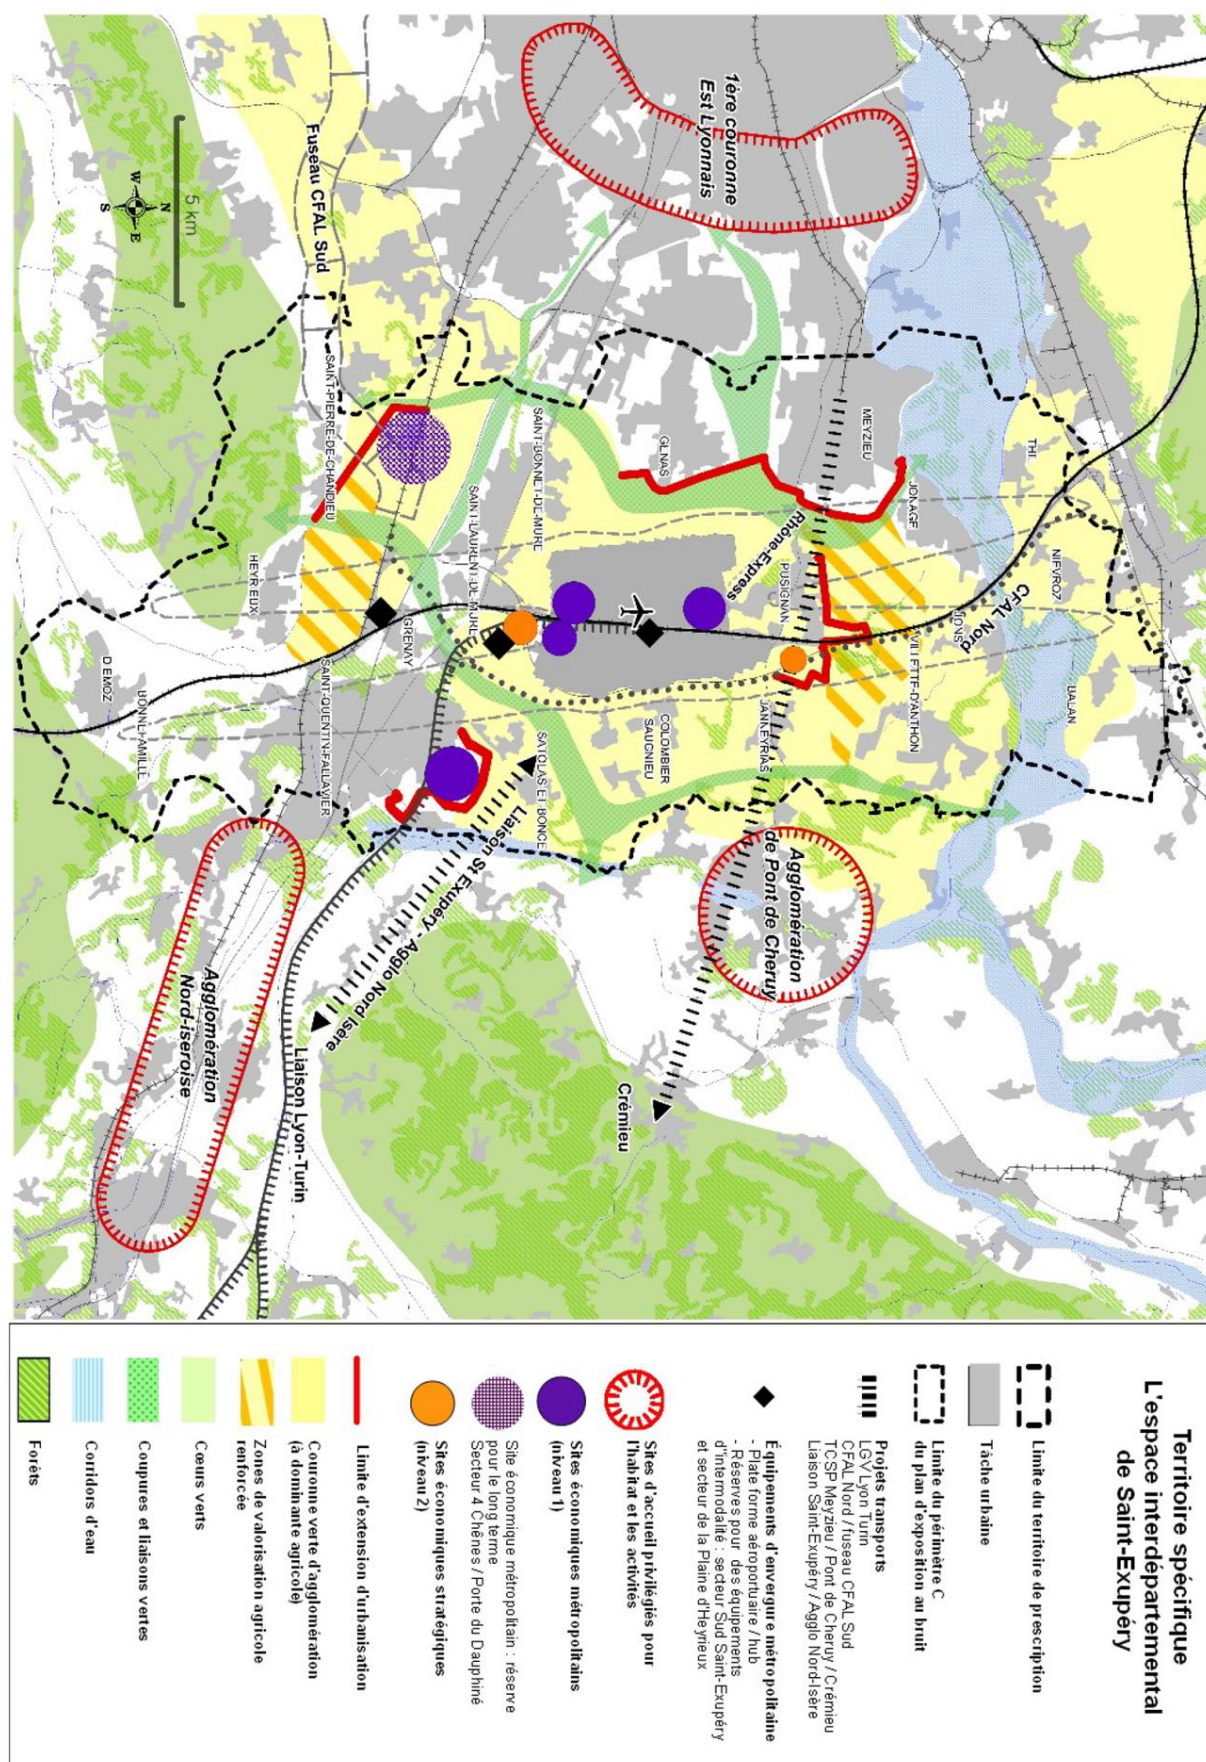 Territoire spécifique
L'espace interdépartemental
de Saint-Exupéry
Limite du territoire de prescription
Tâche urbaine
Limite du périmètre C
du plan d'exposition au bruit
Projets transports
LGV Lyon Turin
CFAL Nord / fuseau CFAL Sud
TCSP Meyzieu / Pont de Cheruy / Crémieu
Liaison Saint-Exupéry / Agglo Nord-Isère
Équipements d'envergure métropolitaine
- Plate forme aéroportuaire / hub
- Réserves pour des équipements
d'intermodalité : secteur Sud Saint-Exupéry
et secteur de la Plaine d'Heyrieux
Sites d'accueil privilégiés pour
l'habitat et les activités
Sites économiques métropolitains
(niveau 1)
Site économique métropolitain : réserve
pour le long terme
Secteur 4 Chênes / Porte du Dauphiné
Sites économiques stratégiques
(niveau 2)
Limite d'extension d'urbanisation
Couronne verte d'agglomération
(à dominante agricole)
Zones de valorisation agricole
renforcée
Cœurs verts
Coupures et liaisons vertes
Corridors d'eau
Forêts
1ère couronne
Est Lyonnais
Fuseau CFAL Sud
5 km
N
W
E
S
THIL
NIEVROZ
BALAN
CFAL Nord
JONS
JONAGE
VILLETTE-D'ANTHON
MEYZIEU
PUSIGNAN
JANNEYRIAS
Rhône-Express
GENAS
COLOMBIER
SAUGNIEU
SAINT-BONNET-DE-MURE
SAINT-LAURENT-DE-MURE
SATOLAS-ET-BONCE
GRENAY
SAINT-PIERRE-DE-CHANDIEU
HEYRIEUX
SAINT-QUENTIN-FALLAVIER
BONNEFAMILLE
DIEMOZ
Agglomération
de Pont de Cheruy
Crémieu
Liaison St Exupéry - Agglo Nord Isère
Liaison Lyon-Turin
Agglomération
Nord-iseroise